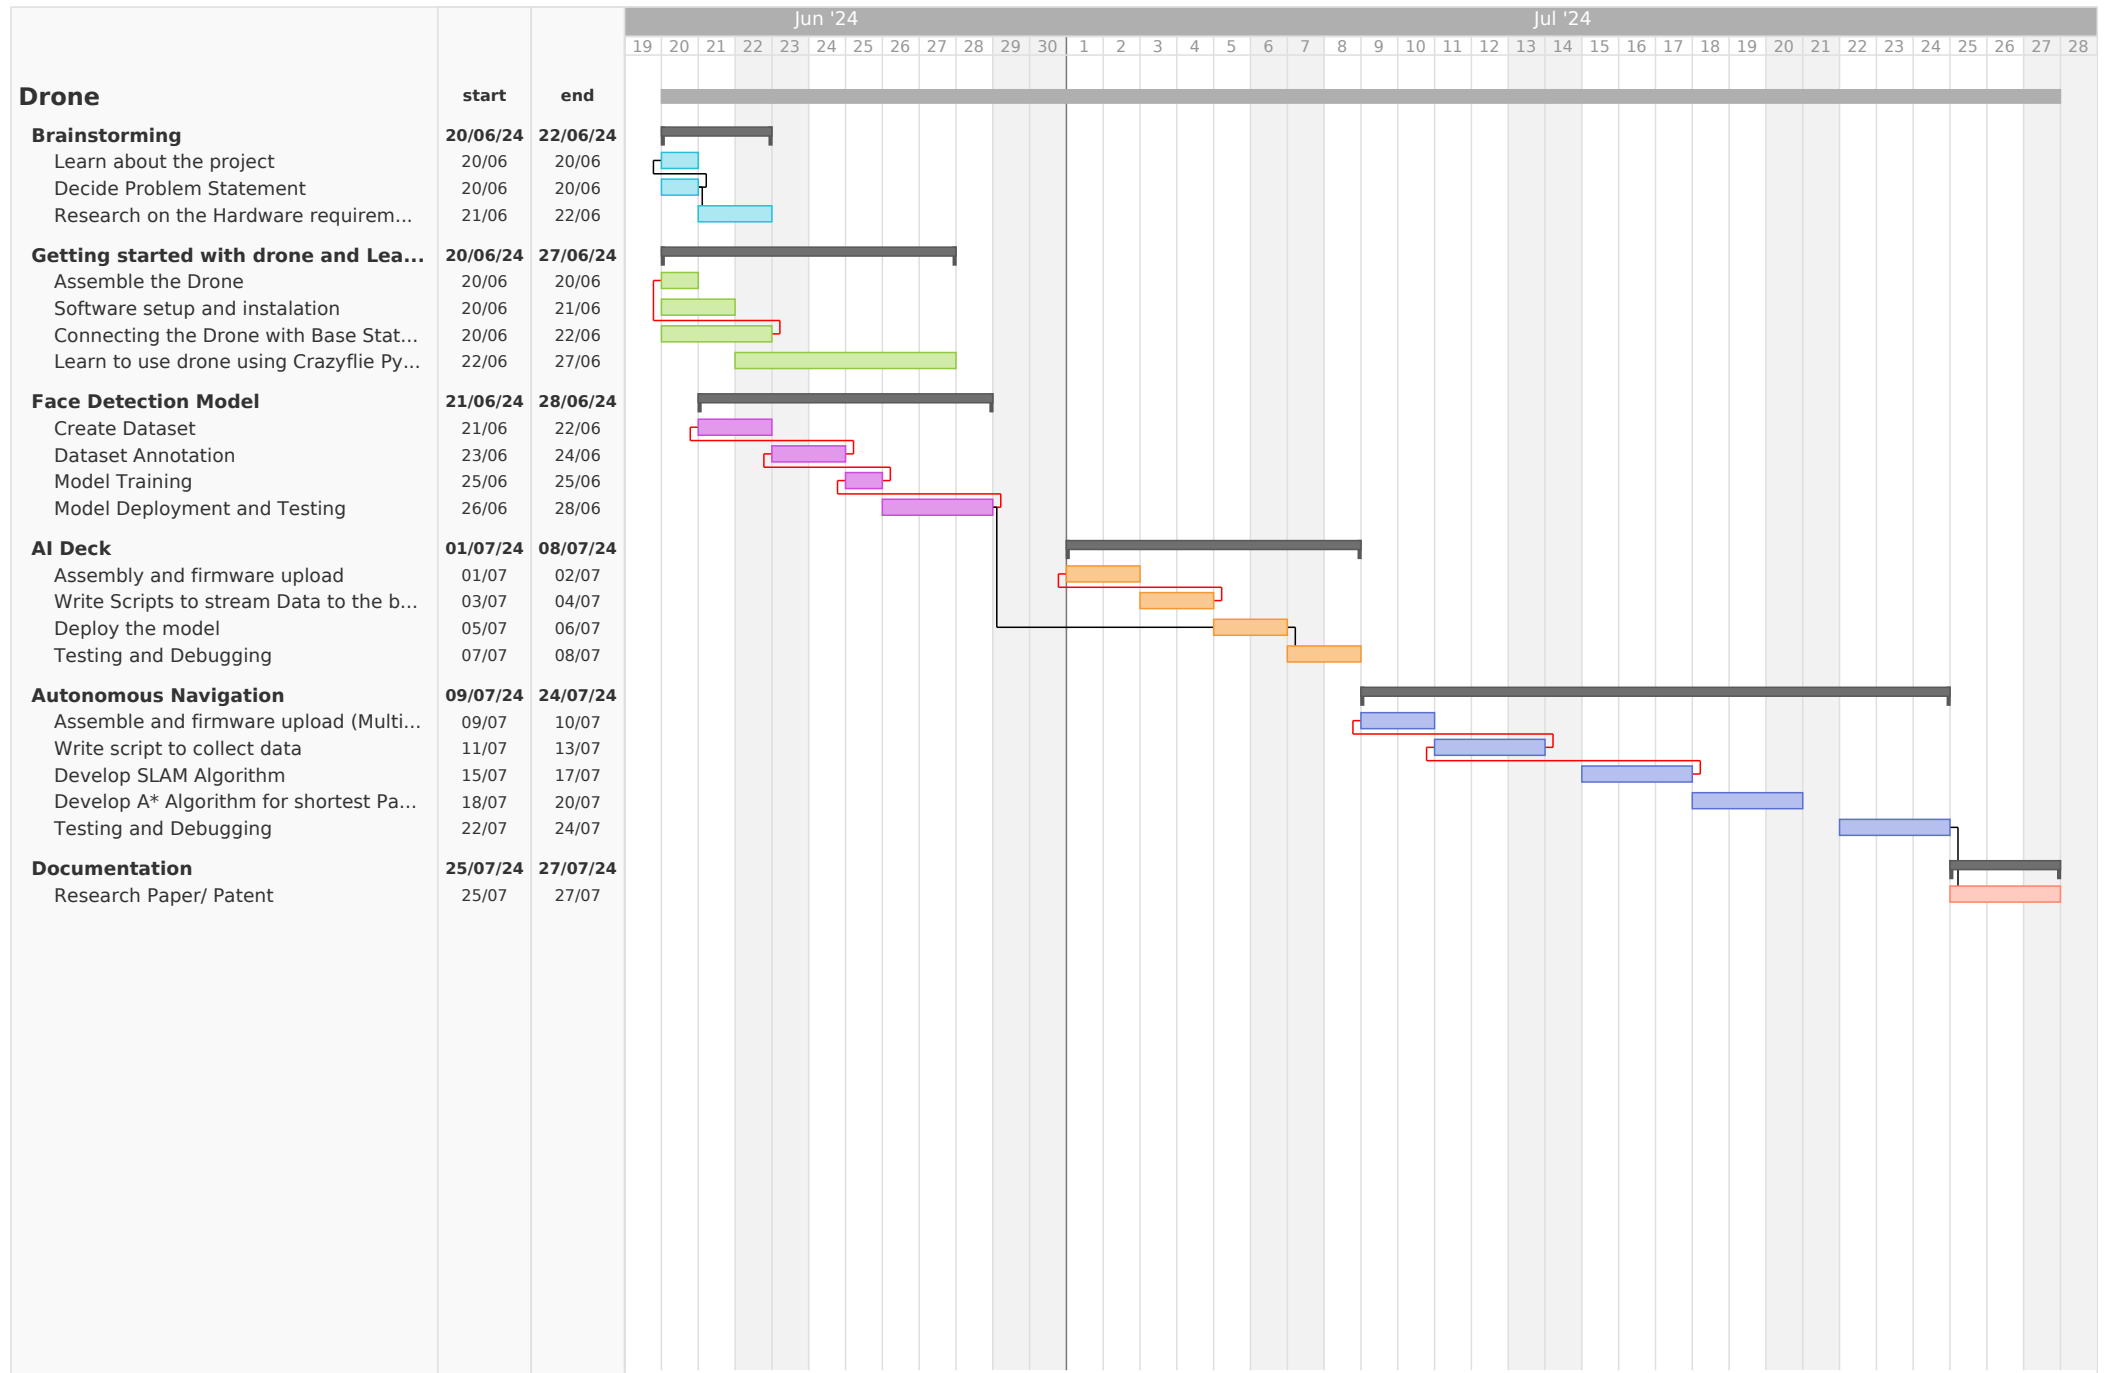 Jun '24 Jul '24
19 20 21 22 23 24 25 26 27 28 29 30 1 2 3 4 5 6 7 8 9 10 11 12 13 14 15 16 17 18 19 20 21 22 23 24 25 26 27 28
Drone start end
Brainstorming 20/06/24 22/06/24
Learn about the project 20/06 20/06
Decide Problem Statement 20/06 20/06
Research on the Hardware requirem... 21/06 22/06
Getting started with drone and Lea... 20/06/24 27/06/24
Assemble the Drone 20/06 20/06
Software setup and instalation 20/06 21/06
Connecting the Drone with Base Stat... 20/06 22/06
Learn to use drone using Crazyflie Py... 22/06 27/06
Face Detection Model 21/06/24 28/06/24
Create Dataset 21/06 22/06
Dataset Annotation 23/06 24/06
Model Training 25/06 25/06
Model Deployment and Testing 26/06 28/06
AI Deck 01/07/24 08/07/24
Assembly and firmware upload 01/07 02/07
Write Scripts to stream Data to the b... 03/07 04/07
Deploy the model 05/07 06/07
Testing and Debugging 07/07 08/07
Autonomous Navigation 09/07/24 24/07/24
Assemble and firmware upload (Multi... 09/07 10/07
Write script to collect data 11/07 13/07
Develop SLAM Algorithm 15/07 17/07
Develop A* Algorithm for shortest Pa... 18/07 20/07
Testing and Debugging 22/07 24/07
Documentation 25/07/24 27/07/24
Research Paper/ Patent 25/07 27/07